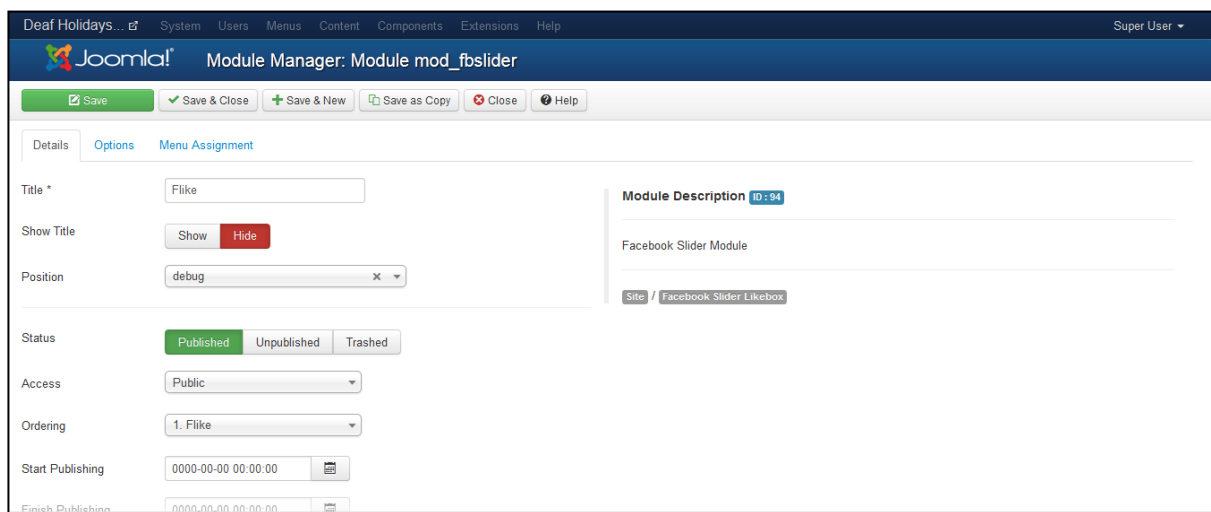 Deaf Holidays... System Users Menus Content Components Extensions Help Super User
Joomla!® Module Manager: Module mod_fbslider
Save Save & Close Save & New Save as Copy Close Help
Details Options Menu Assignment
Title * Flike
Module Description ID: 94
Show Title Show Hide
Facebook Slider Module
Position debug
Site / Facebook Slider Likebox
Status Published Unpublished Trashed
Access Public
Ordering 1. Flike
Start Publishing 0000-00-00 00:00:00
Finish Publishing 0000-00-00 00:00:00